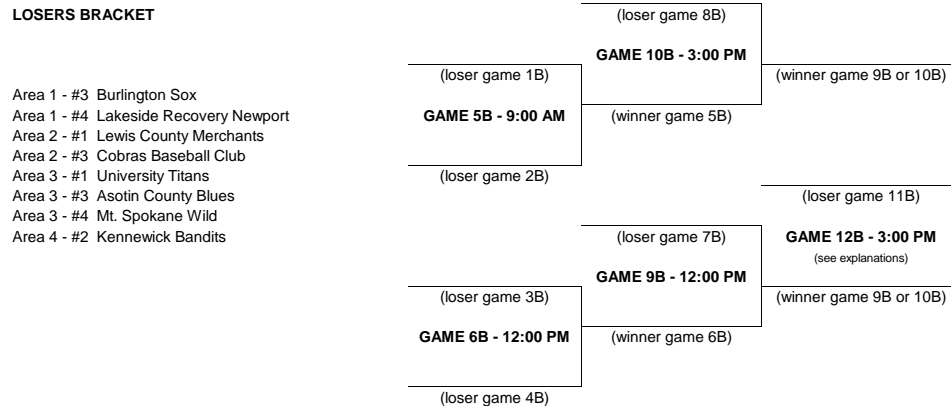 LOSERS BRACKET
(loser game 8B)
GAME 10B - 3:00 PM
(loser game 1B)
(winner game 9B or 10B)
Area 1 - #3 Burlington Sox
Area 1 - #4 Lakeside Recovery Newport
GAME 5B - 9:00 AM
(winner game 5B)
Area 2 - #1 Lewis County Merchants
Area 2 - #3 Cobras Baseball Club
Area 3 - #1 University Titans
(loser game 2B)
Area 3 - #3 Asotin County Blues
(loser game 11B)
Area 3 - #4 Mt. Spokane Wild
Area 4 - #2 Kennewick Bandits
(loser game 7B)
GAME 12B - 3:00 PM
(see explanations)
GAME 9B - 12:00 PM
(loser game 3B)
(winner game 9B or 10B)
GAME 6B - 12:00 PM
(winner game 6B)
(loser game 4B)